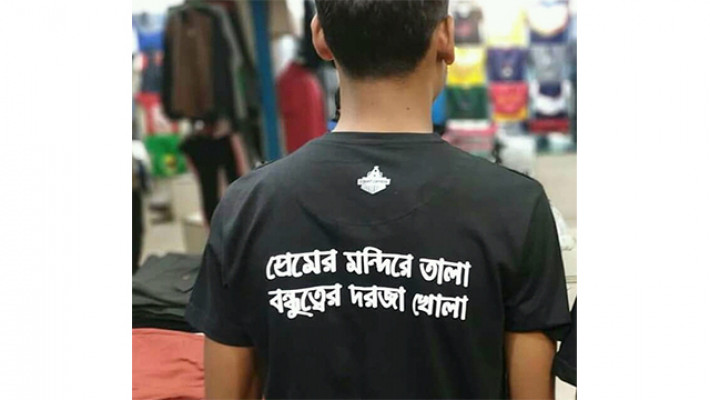 প্রেমের মন্দিরে তালা
বন্ধুত্বের দরজা খোলা